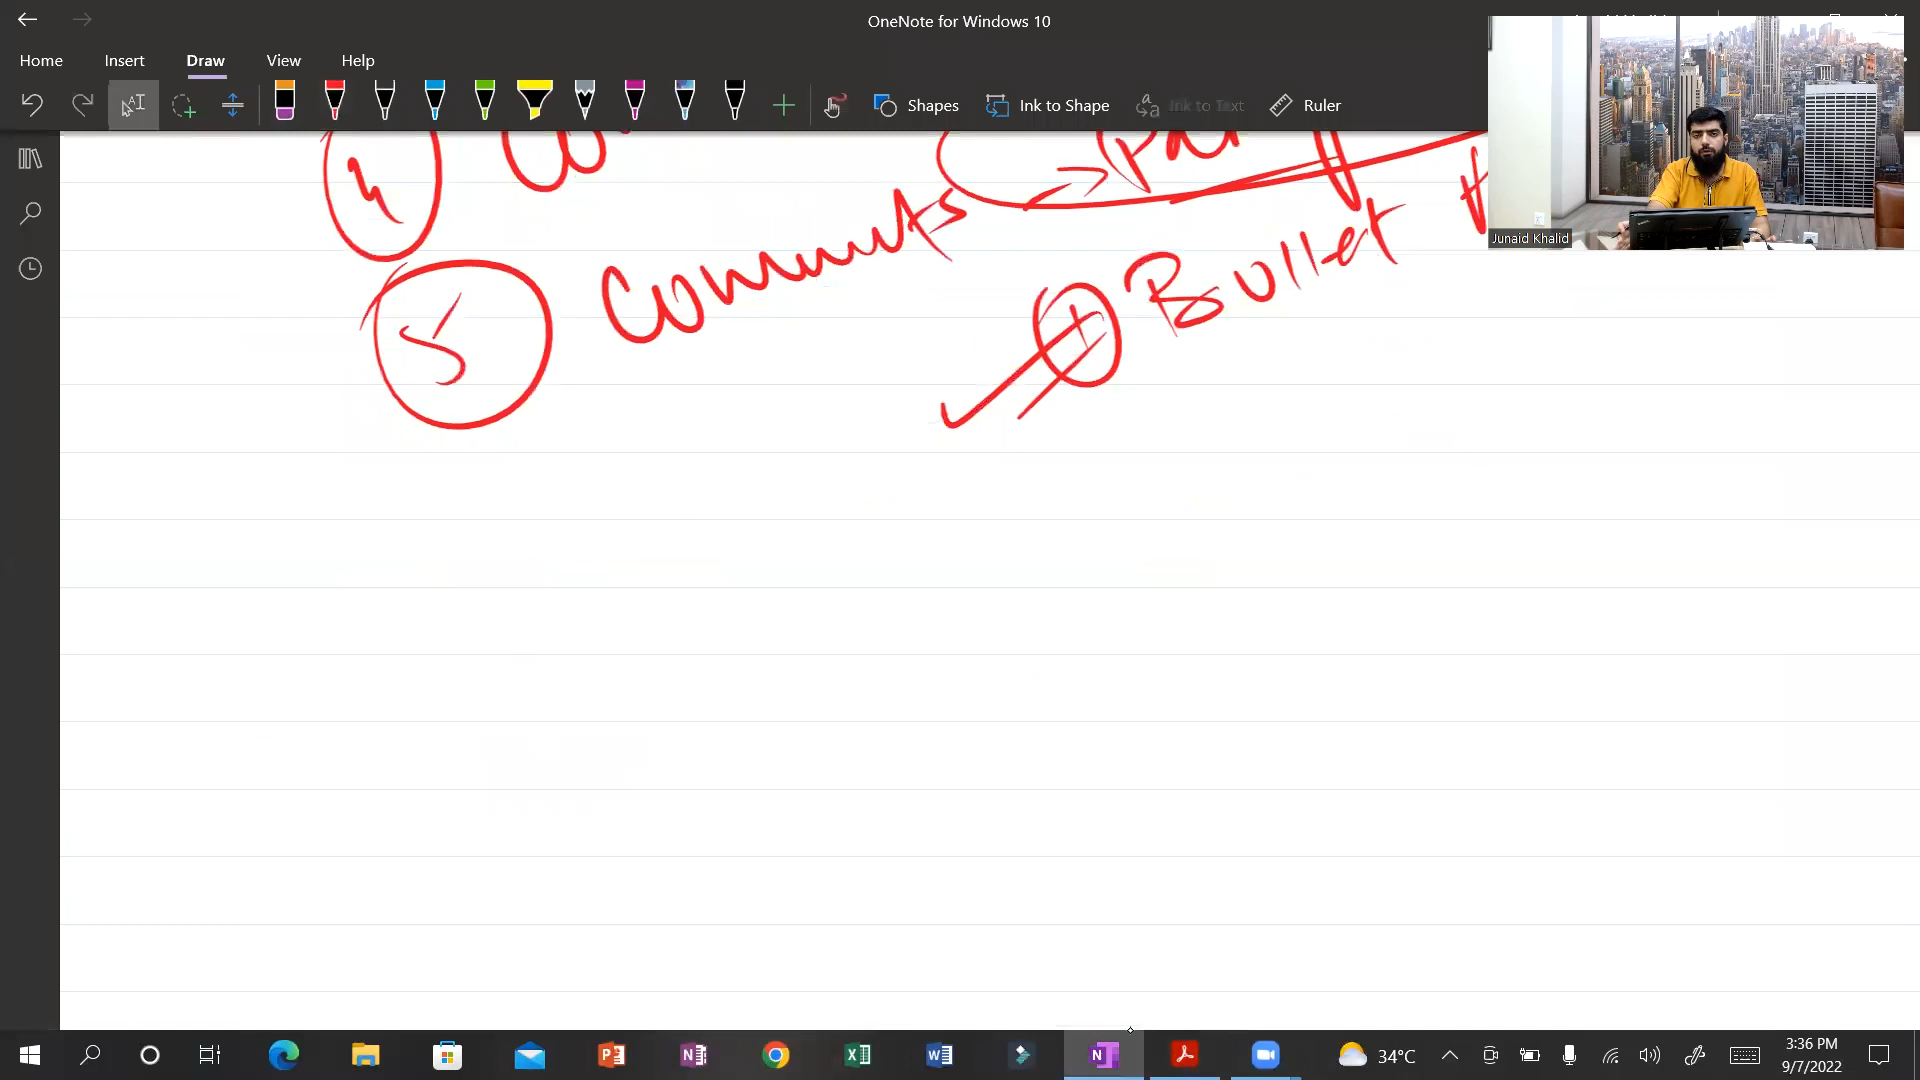 OneNote for Windows 10
Home Insert Draw View Help
Shapes Ink to Shape Ink to Text Ruler
Junaid Khalid
4
5 Comments
+ Bullet
34°C
3:36 PM
9/7/2022